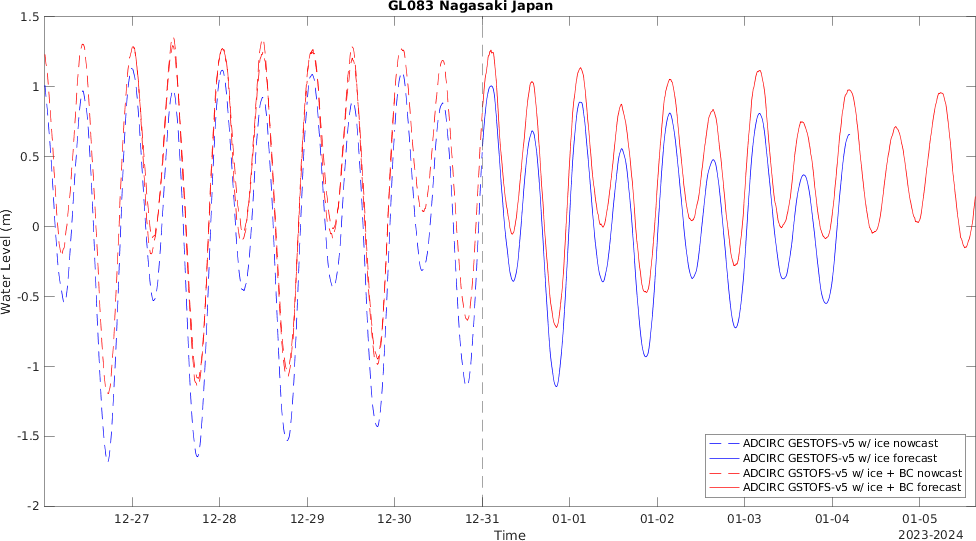 GL083 Nagasaki Japan
1.5
1
0.5
0
-0.5
-1
-1.5
-2
Water Level (m)
12-27
12-28
12-29
12-30
12-31
01-01
01-02
01-03
01-04
01-05
Time
2023-2024
ADCIRC GESTOFS-v5 w/ ice nowcast
ADCIRC GESTOFS-v5 w/ ice forecast
ADCIRC GSTOFS-v5 w/ ice + BC nowcast
ADCIRC GSTOFS-v5 w/ ice + BC forecast